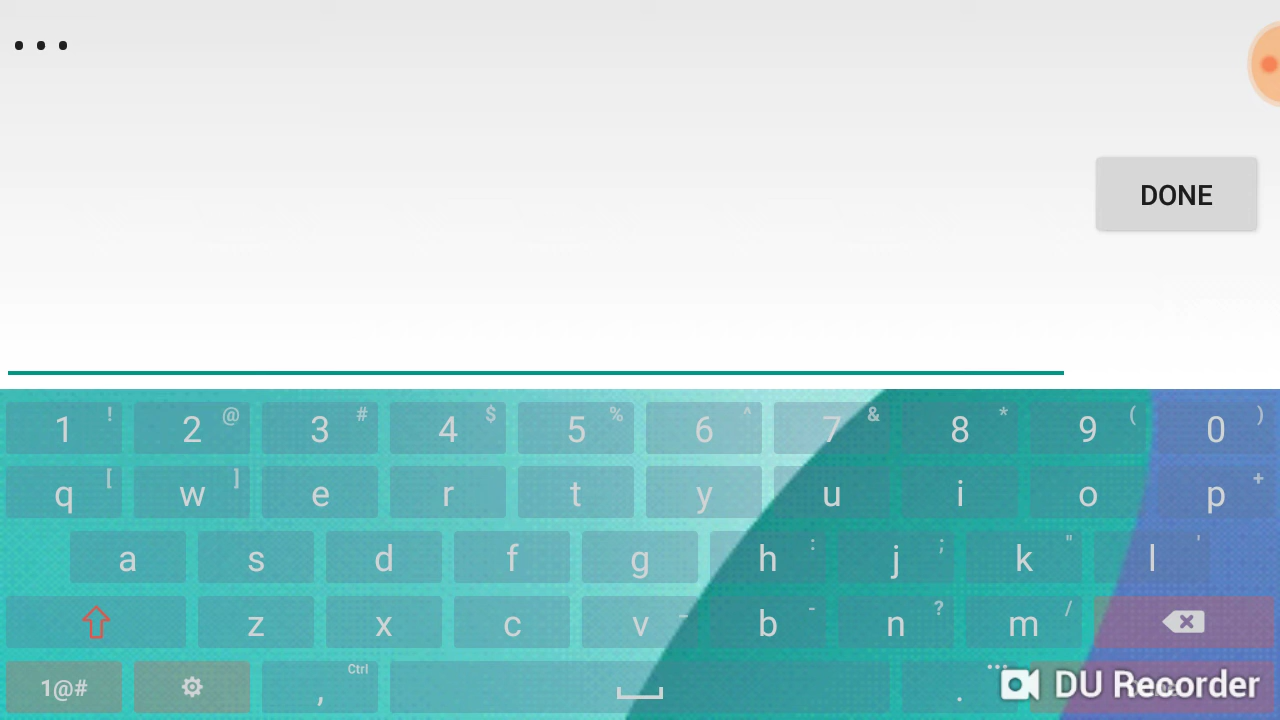 •••
DONE
1 ! 2 @ 3 # 4 $ 5 % 6 ^ 7 & 8 * 9 ( 0 )
q [ w ] e r t y u i o p +
a s d f g h : j ; k " l '
z x c v _ b - n ? m /
1@# , Ctrl . ••• DU Recorder